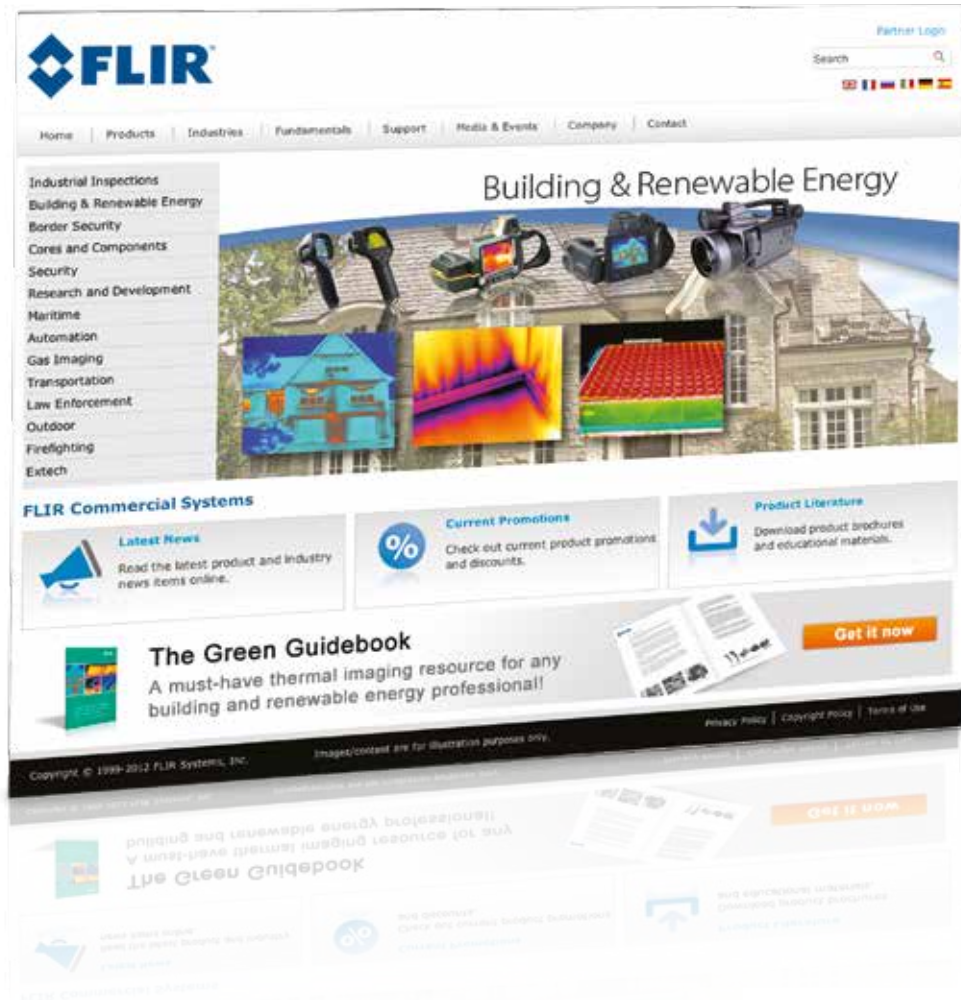 FLIR
Partner Login
Search
Home | Products | Industries | Fundamentals | Support | Media & Events | Company | Contact
Industrial Inspections
Building & Renewable Energy
Border Security
Cores and Components
Security
Research and Development
Maritime
Automation
Gas Imaging
Transportation
Law Enforcement
Outdoor
Firefighting
Extech
Building & Renewable Energy
FLIR Commercial Systems
Latest News
Read the latest product and industry
news items online.
%
Current Promotions
Check out current product promotions
and discounts.
Product Literature
Download product brochures
and educational materials.
The Green Guidebook
A must-have thermal imaging resource for any
building and renewable energy professional!
Get it now
Copyright © 1999-2012 FLIR Systems, Inc.
Images/content are for illustration purposes only.
Privacy Policy | Copyright Policy | Terms of Use